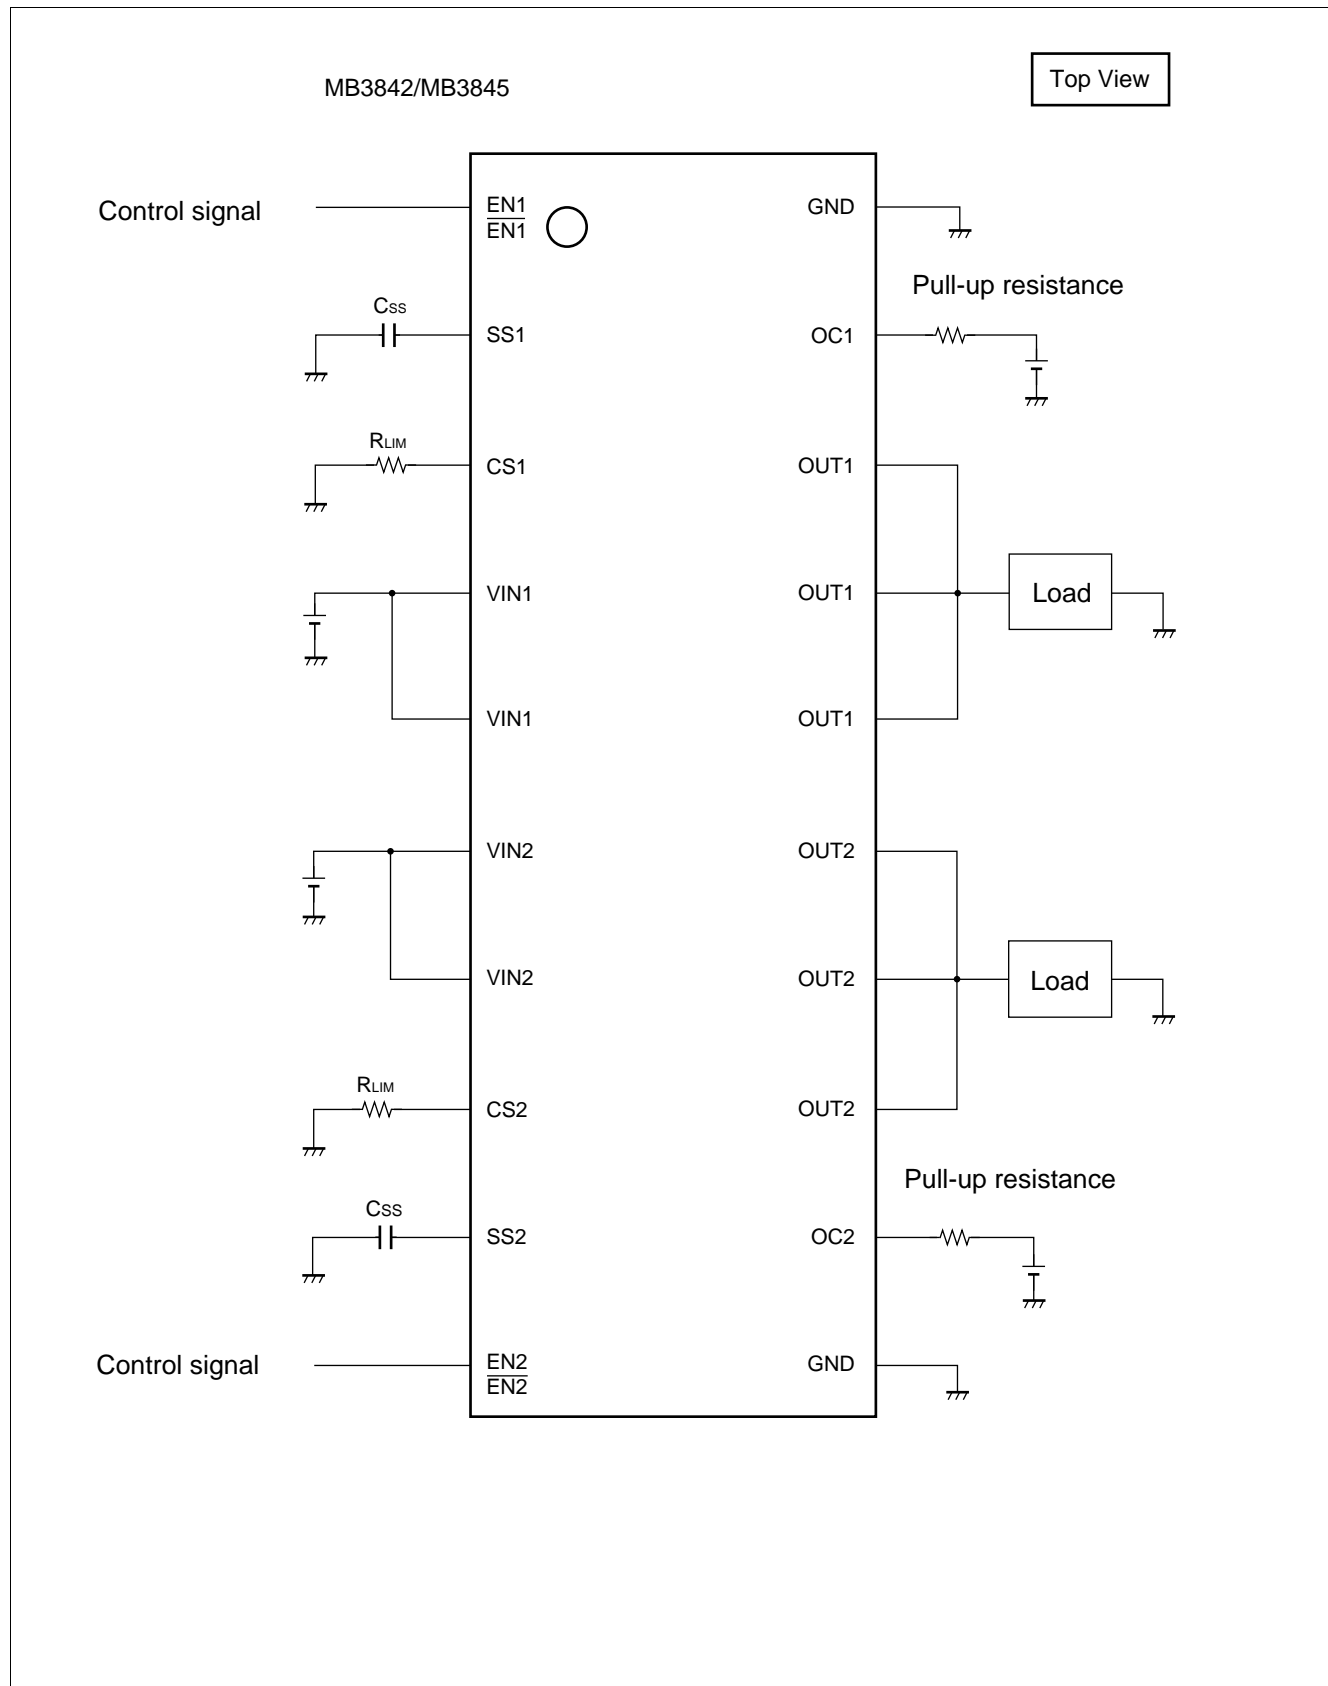 MB3842/MB3845
Top View
Control signal
EN1
EN1
GND
Pull-up resistance
CSS
SS1
OC1
RLIM
CS1
OUT1
VIN1
OUT1
Load
VIN1
OUT1
VIN2
OUT2
VIN2
OUT2
Load
RLIM
CS2
OUT2
Pull-up resistance
CSS
SS2
OC2
Control signal
EN2
EN2
GND